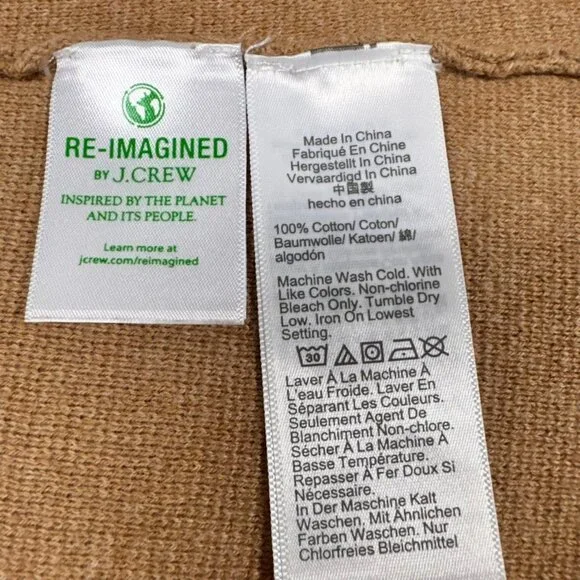 RE-IMAGINED
BY J.CREW
INSPIRED BY THE PLANET
AND ITS PEOPLE.
Learn more at
jcrew.com/reimagined
Made In China
Fabriqué En Chine
Hergestellt In China
Vervaardigd In China
中国製
hecho en china
100% Cotton/ Coton/
Baumwolle/ Katoen/ 綿/
algodón
Machine Wash Cold. With
Like Colors. Non-chlorine
Bleach Only. Tumble Dry
Low. Iron On Lowest
Setting.
30
Laver À La Machine À
L'eau Froide. Laver En
Séparant Les Couleurs.
Seulement Agent De
Blanchiment Non-chlore.
Sécher À La Machine À
Basse Température.
Repasser À Fer Doux Si
Nécessaire.
In Der Maschine Kalt
Waschen, Mit Ähnlichen
Farben Waschen. Nur
Chlorfreies Bleichmittel